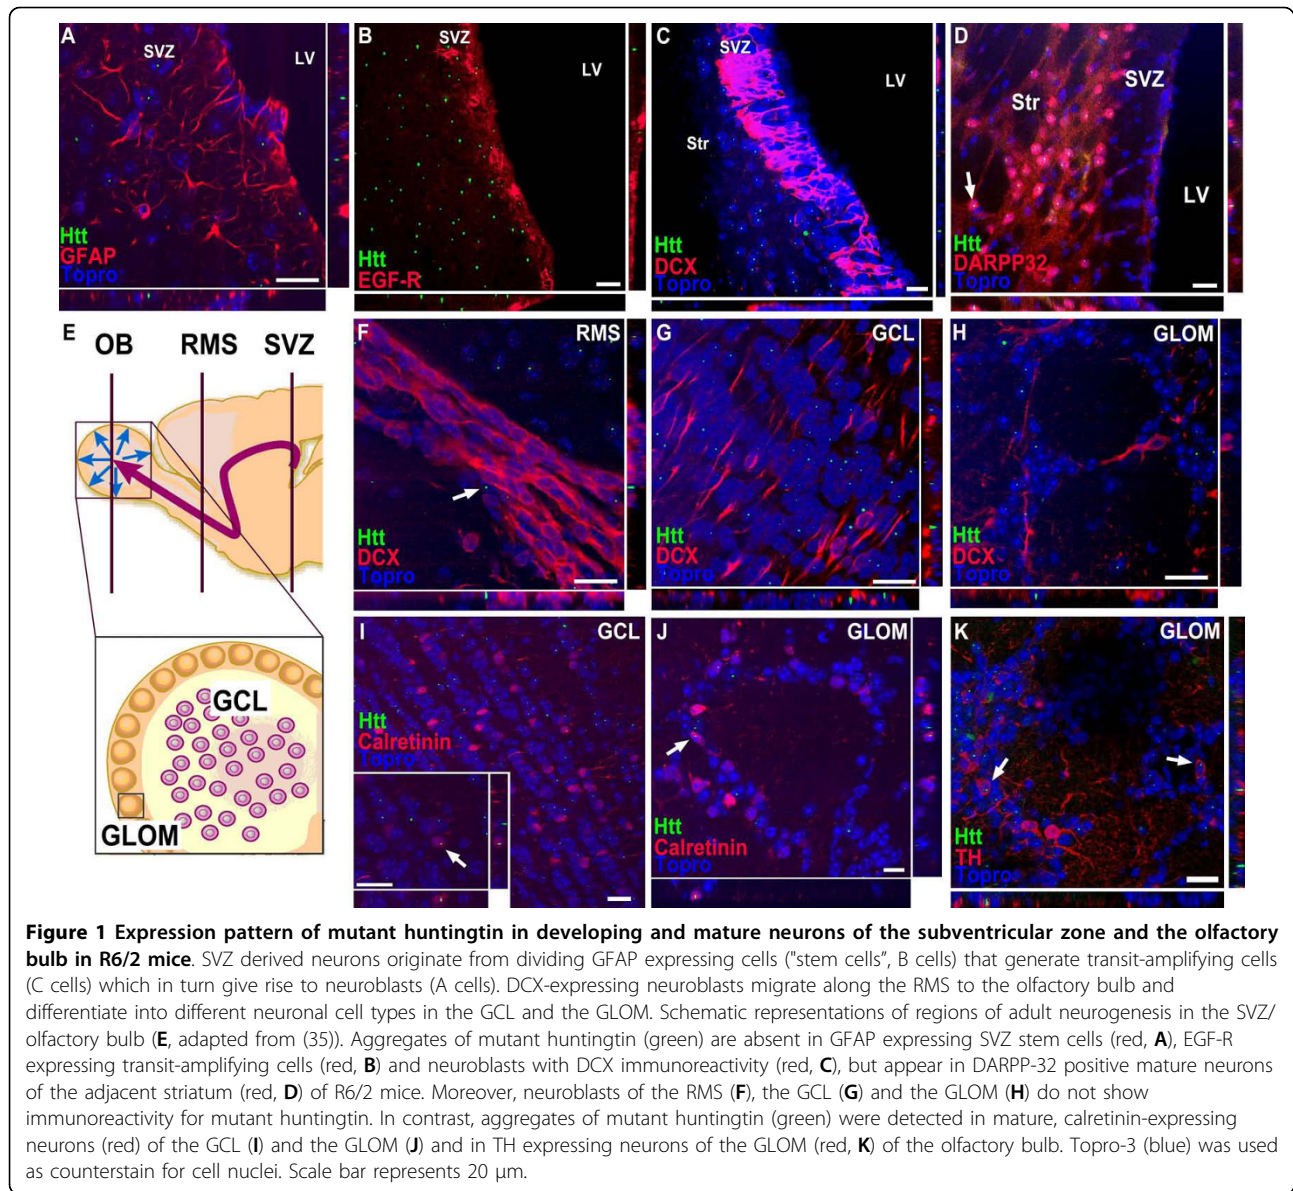 A
SVZ
LV
Htt
GFAP
Topro
B
SVZ
LV
Htt
EGF-R
C
SVZ
LV
Str
Htt
DCX
Topro
D
SVZ
Str
LV
Htt
DARPP32
Topro
E
OB RMS SVZ
GCL
GLOM
F
RMS
Htt
DCX
Topro
G
GCL
Htt
DCX
Topro
H
GLOM
Htt
DCX
Topro
I
GCL
Htt
Calretinin
Topro
J
GLOM
Htt
Calretinin
Topro
K
GLOM
Htt
TH
Topro
Figure 1 Expression pattern of mutant huntingtin in developing and mature neurons of the subventricular zone and the olfactory
bulb in R6/2 mice. SVZ derived neurons originate from dividing GFAP expressing cells ("stem cells", B cells) that generate transit-amplifying cells
(C cells) which in turn give rise to neuroblasts (A cells). DCX-expressing neuroblasts migrate along the RMS to the olfactory bulb and
differentiate into different neuronal cell types in the GCL and the GLOM. Schematic representations of regions of adult neurogenesis in the SVZ/
olfactory bulb (E, adapted from (35)). Aggregates of mutant huntingtin (green) are absent in GFAP expressing SVZ stem cells (red, A), EGF-R
expressing transit-amplifying cells (red, B) and neuroblasts with DCX immunoreactivity (red, C), but appear in DARPP-32 positive mature neurons
of the adjacent striatum (red, D) of R6/2 mice. Moreover, neuroblasts of the RMS (F), the GCL (G) and the GLOM (H) do not show
immunoreactivity for mutant huntingtin. In contrast, aggregates of mutant huntingtin (green) were detected in mature, calretinin-expressing
neurons (red) of the GCL (I) and the GLOM (J) and in TH expressing neurons of the GLOM (red, K) of the olfactory bulb. Topro-3 (blue) was used
as counterstain for cell nuclei. Scale bar represents 20 μm.